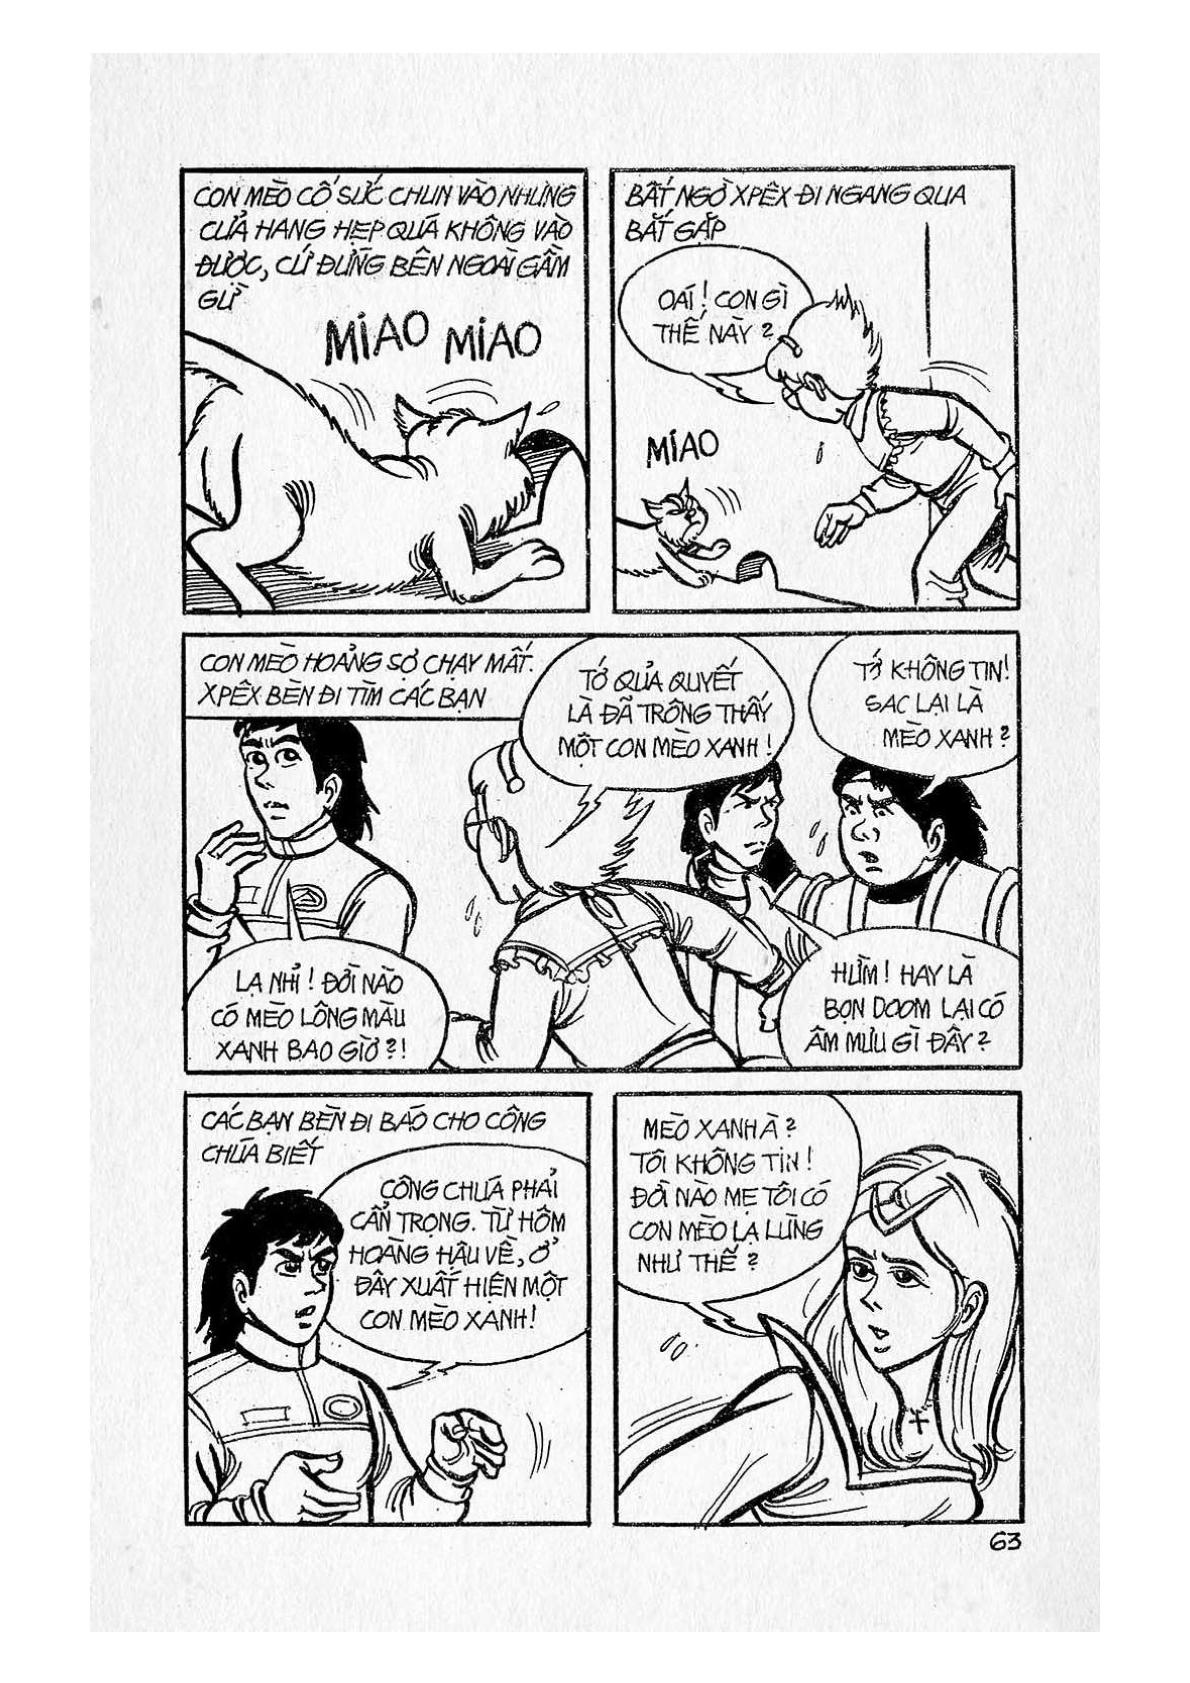 CON MÈO CỐ SỨC CHUN VÀO NHƯNG
CỬA HANG HẸP QUÁ KHÔNG VÀO
ĐƯỢC, CỨ ĐỨNG BÊN NGOÀI GẦM
GỪ
MIAO MIAO
BẤT NGỜ XPÊX ĐI NGANG QUA
BẮT GẶP
OAÍ! CON GÌ
THẾ NÀY?
MIAO
CON MÈO HOẢNG SỢ CHẠY MẤT.
XPÊX BÈN ĐI TÌM CÁC BẠN
TỚ QUẢ QUYẾT
LÀ ĐÃ TRÔNG THẤY
MỘT CON MÈO XANH!
TỚ KHÔNG TIN!
SAC LẠI LÀ
MÈO XANH?
LẠ NHỈ! ĐỜI NÀO
CÓ MÈO LÔNG MÀU
XANH BAO GIỜ?!
HỪM! HAY LÀ
BỌN DOOM LẠI CÓ
ÂM MƯU GÌ ĐÂY?
CÁC BẠN BÈN ĐI BÁO CHO CÔNG
CHÚA BIẾT
CÔNG CHÚA PHẢI
CẨN TRỌNG. TỪ HÔM
HOÀNG HẬU VỀ, Ở
ĐÂY XUẤT HIỆN MỘT
CON MÈO XANH!
MÈO XANH À?
TÔI KHÔNG TIN!
ĐỜI NÀO MẸ TÔI CÓ
CON MÈO LẠ LÙNG
NHƯ THẾ?
63